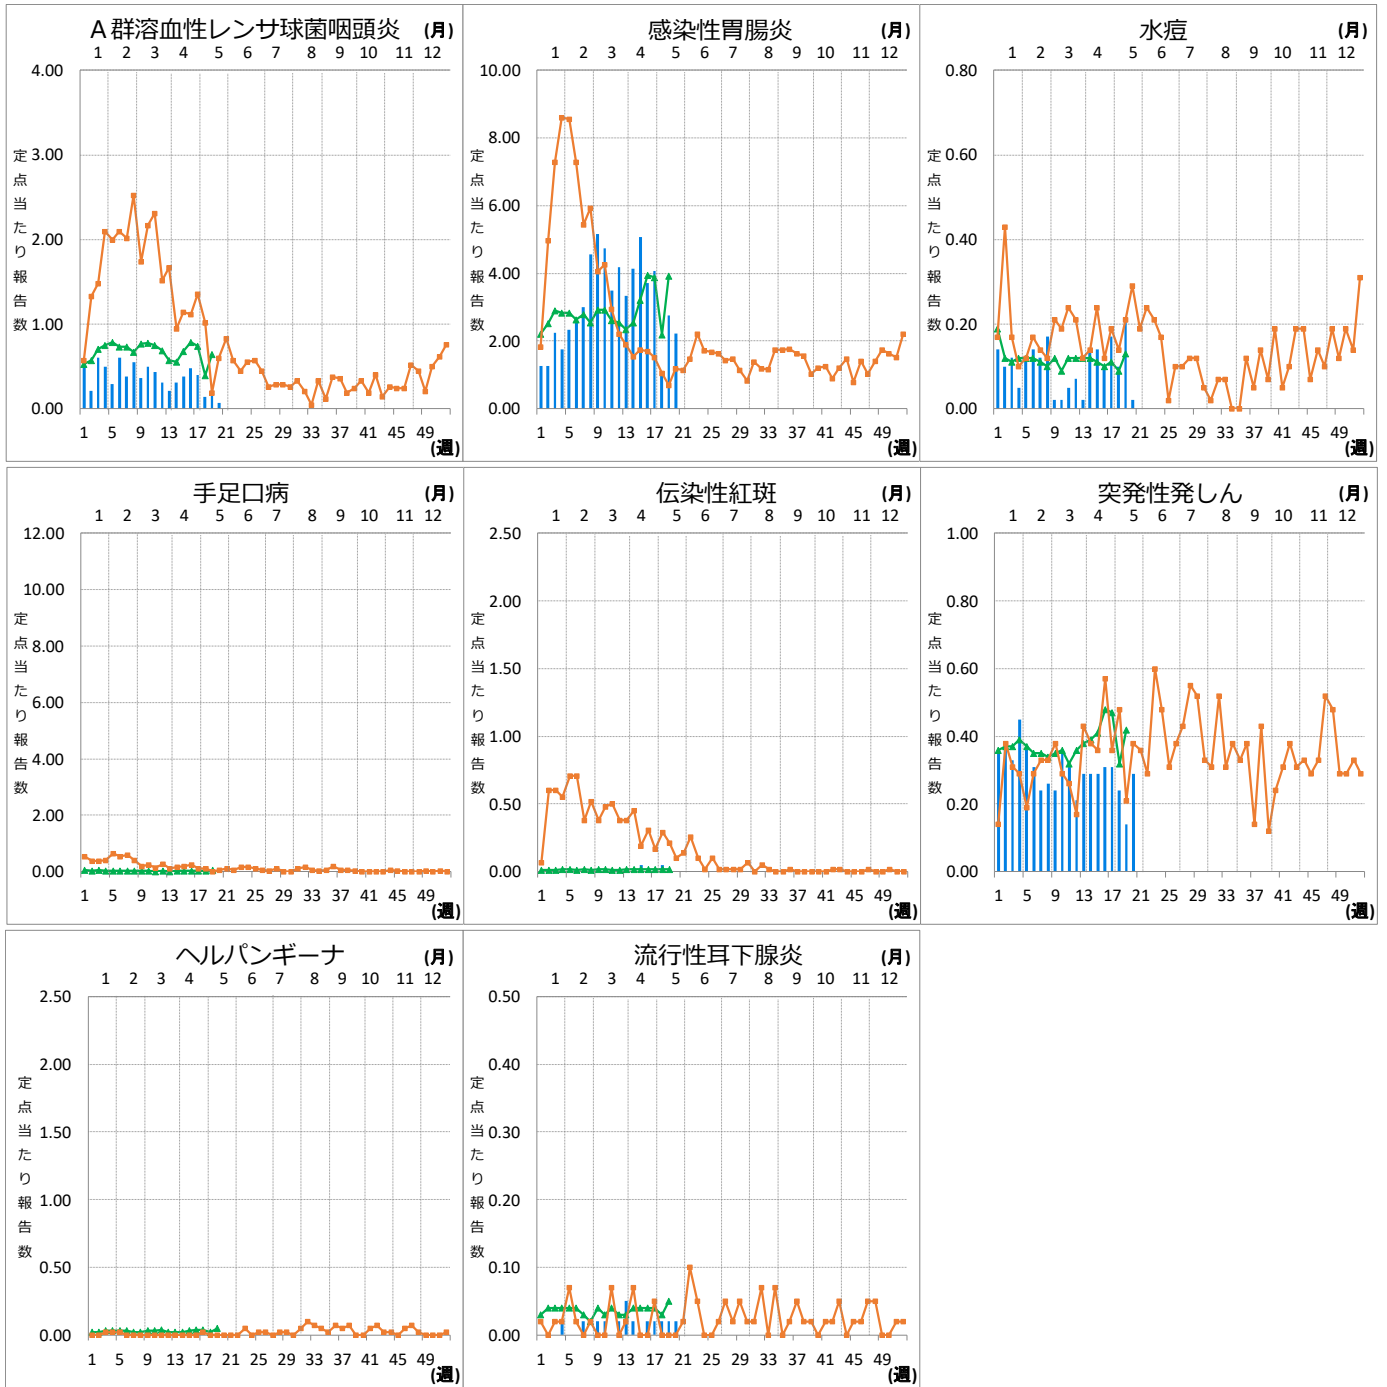 A群溶血性レンサ球菌咽頭炎 (月)
1 2 3 4 5 6 7 8 9 10 11 12
4.00
3.00
2.00
1.00
0.00
定点当たり報告数
1 5 9 13 17 21 25 29 33 37 41 45 49
(週)
感染性胃腸炎 (月)
1 2 3 4 5 6 7 8 9 10 11 12
10.00
8.00
6.00
4.00
2.00
0.00
定点当たり報告数
1 5 9 13 17 21 25 29 33 37 41 45 49
(週)
水痘 (月)
1 2 3 4 5 6 7 8 9 10 11 12
0.80
0.60
0.40
0.20
0.00
定点当たり報告数
1 5 9 13 17 21 25 29 33 37 41 45 49
(週)
手足口病 (月)
1 2 3 4 5 6 7 8 9 10 11 12
12.00
10.00
8.00
6.00
4.00
2.00
0.00
定点当たり報告数
1 5 9 13 17 21 25 29 33 37 41 45 49
(週)
伝染性紅斑 (月)
1 2 3 4 5 6 7 8 9 10 11 12
2.50
2.00
1.50
1.00
0.50
0.00
定点当たり報告数
1 5 9 13 17 21 25 29 33 37 41 45 49
(週)
突発性発しん (月)
1 2 3 4 5 6 7 8 9 10 11 12
1.00
0.80
0.60
0.40
0.20
0.00
定点当たり報告数
1 5 9 13 17 21 25 29 33 37 41 45 49
(週)
ヘルパンギーナ (月)
1 2 3 4 5 6 7 8 9 10 11 12
2.50
2.00
1.50
1.00
0.50
0.00
定点当たり報告数
1 5 9 13 17 21 25 29 33 37 41 45 49
(週)
流行性耳下腺炎 (月)
1 2 3 4 5 6 7 8 9 10 11 12
0.50
0.40
0.30
0.20
0.10
0.00
定点当たり報告数
1 5 9 13 17 21 25 29 33 37 41 45 49
(週)